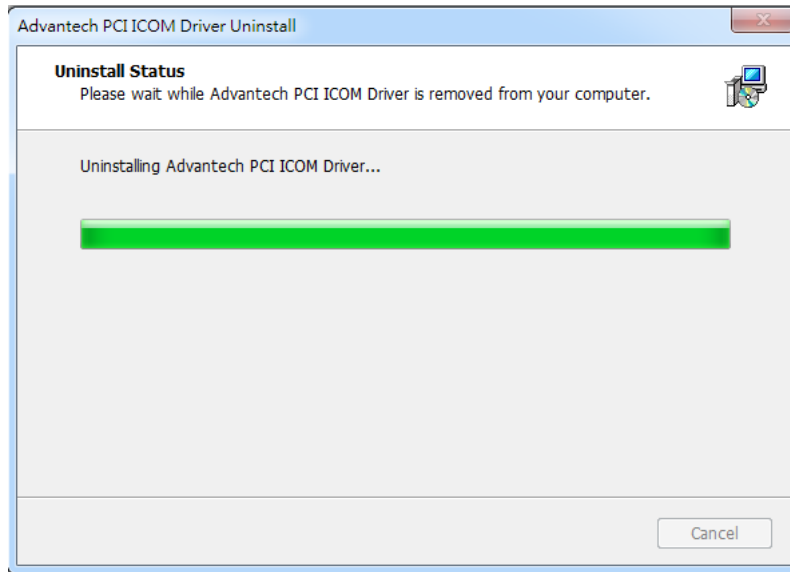 Advantech PCI ICOM Driver Uninstall
Uninstall Status
Please wait while Advantech PCI ICOM Driver is removed from your computer.
Uninstalling Advantech PCI ICOM Driver...
Cancel